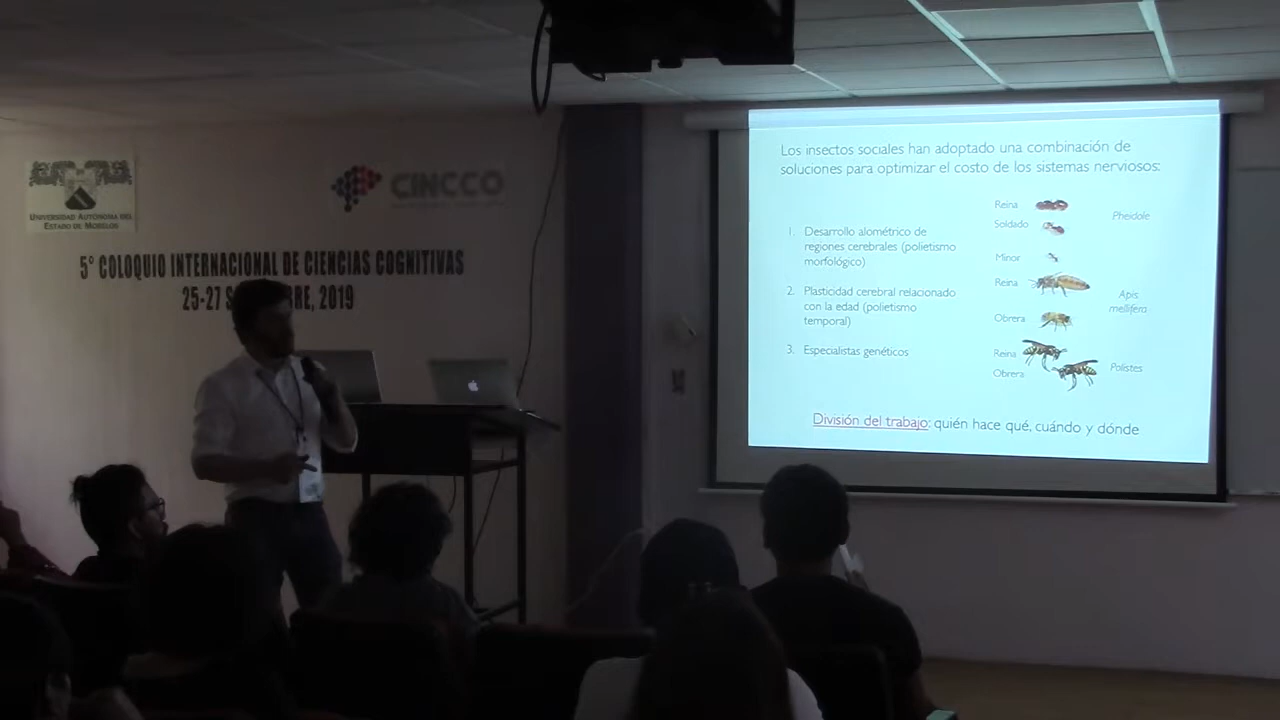 UNIVERSIDAD AUTÓNOMA DEL
ESTADO DE MORELOS
CINCCO
5° COLOQUIO INTERNACIONAL DE CIENCIAS COGNITIVAS
25-27 S BRE, 2019
Los insectos sociales han adoptado una combinación de
soluciones para optimizar el costo de los sistemas nerviosos:
1. Desarrollo alométrico de
regiones cerebrales (polietismo
morfológico)
2. Plasticidad cerebral relacionado
con la edad (polietismo
temporal)
3. Especialistas genéticos
Reina
Soldado
Minor
Pheidole
Reina
Obrera
Apis
mellifera
Reina
Obrera
Polistes
División del trabajo: quién hace qué, cuándo y dónde